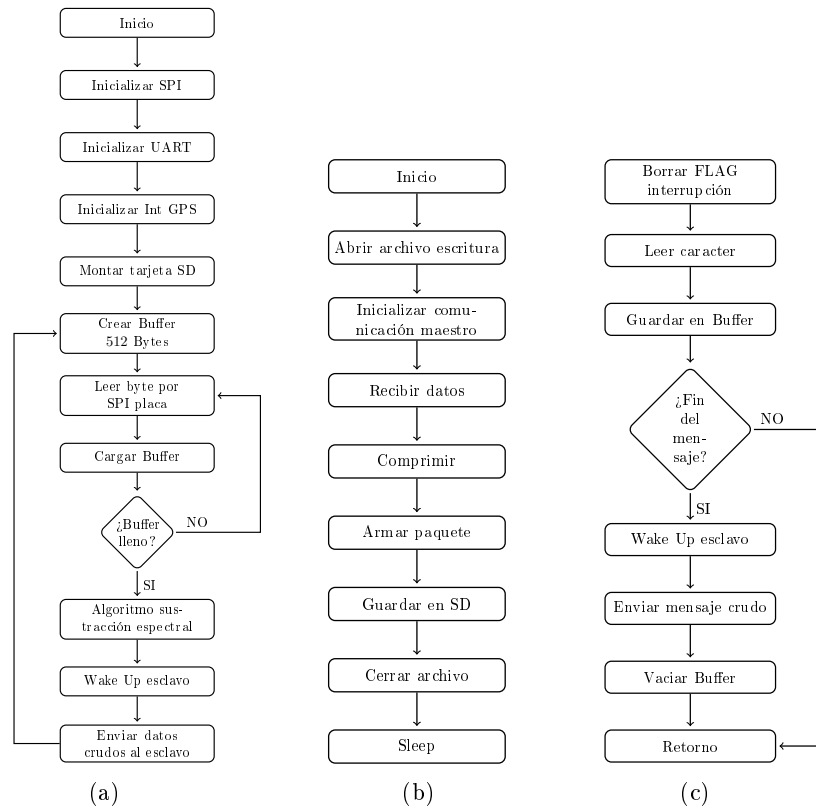 Inicio
Inicializar SPI
Inicializar UART
Inicializar Int GPS
Montar tarjeta SD
Crear Buffer
512 Bytes
Leer byte por
SPI placa
Cargar Buffer
¿Buffer
lleno?
NO
SI
Algoritmo sus-
tracción espectral
Wake Up esclavo
Enviar datos
crudos al esclavo
(a)
Inicio
Abrir archivo escritura
Inicializar comu-
nicación maestro
Recibir datos
Comprimir
Armar paquete
Guardar en SD
Cerrar archivo
Sleep
(b)
Borrar FLAG
interrupción
Leer caracter
Guardar en Buffer
¿Fin
del
men-
saje?
NO
SI
Wake Up esclavo
Enviar mensaje crudo
Vaciar Buffer
Retorno
(c)